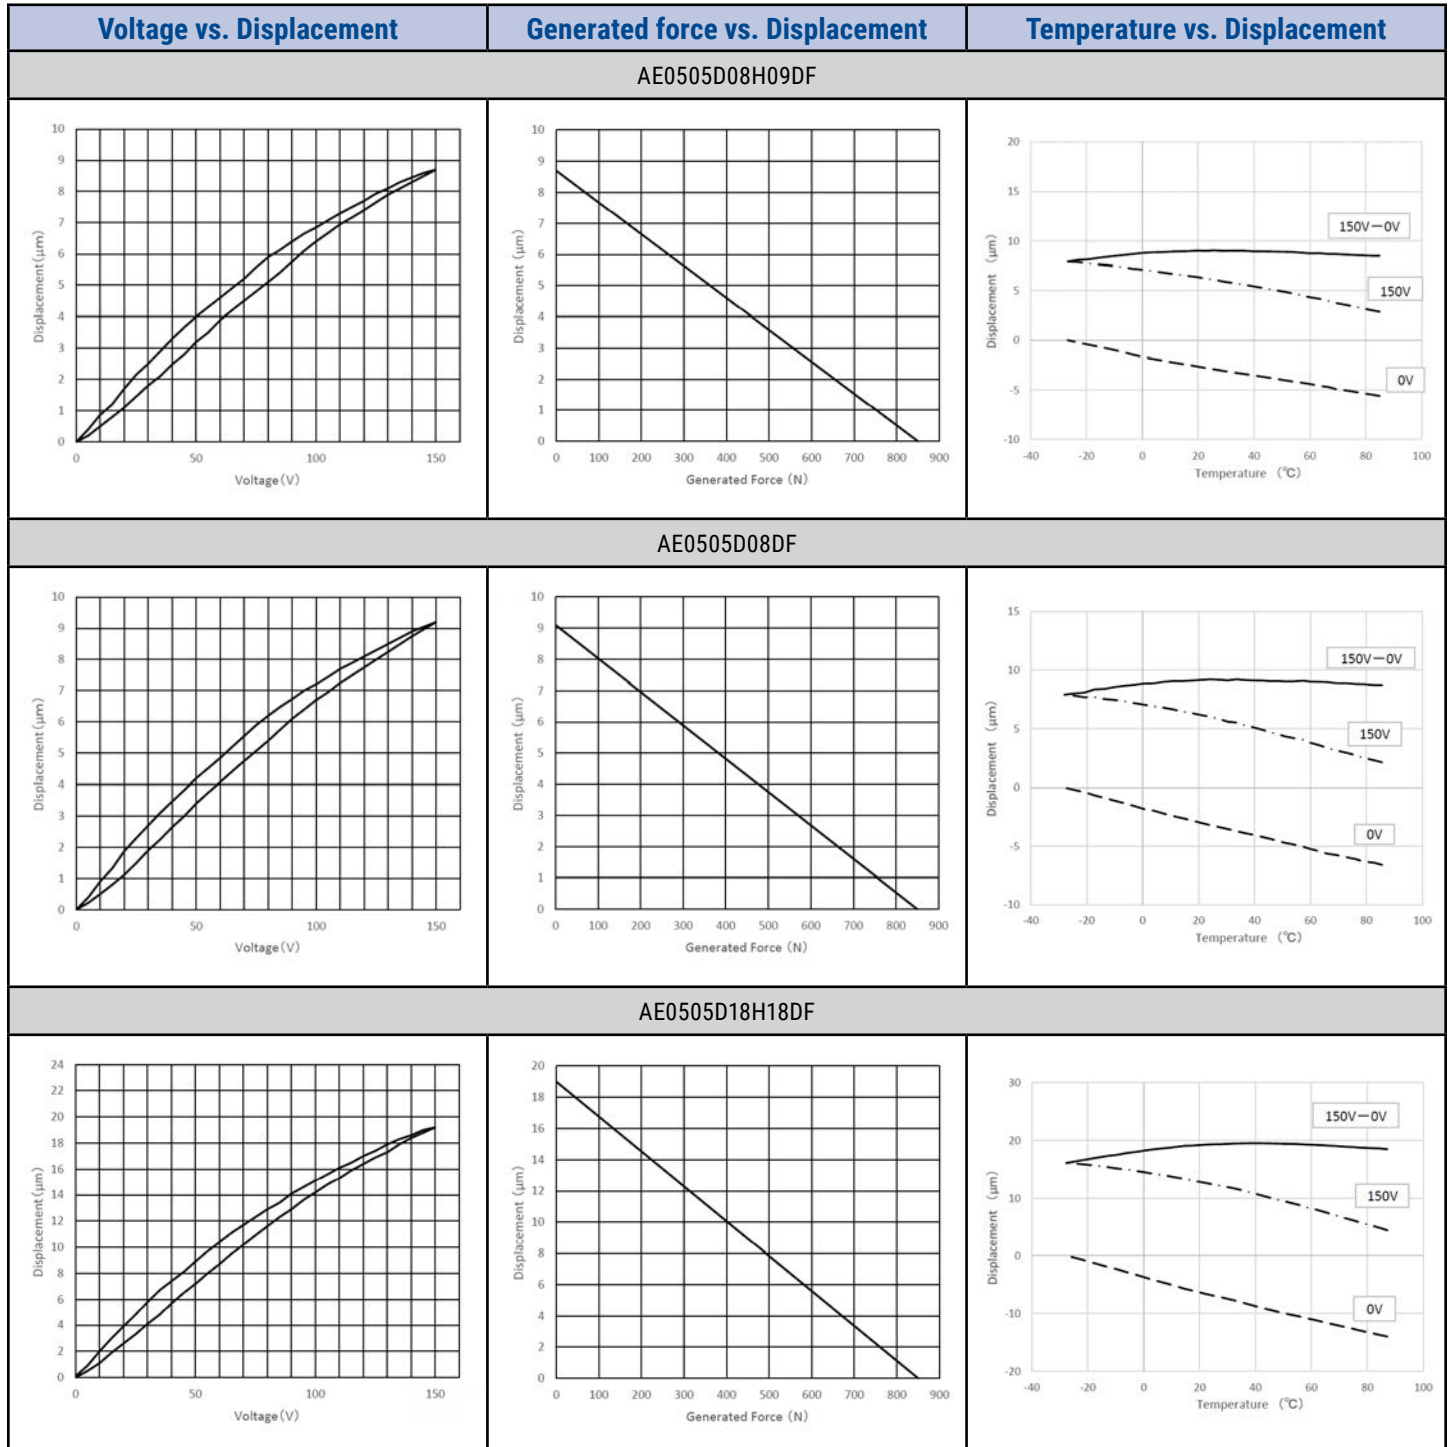 Voltage vs. Displacement
Generated force vs. Displacement
Temperature vs. Displacement
AE0505D08H09DF
10
9
8
7
6
5
4
3
2
1
0
Displacement(μm)
0 50 100 150
Voltage(V)
10
9
8
7
6
5
4
3
2
1
0
Displacement (μm)
0 100 200 300 400 500 600 700 800 900
Generated Force (N)
20
15
10
5
0
-5
-10
Displacement (μm)
150V－0V
150V
0V
-40 -20 0 20 40 60 80 100
Temperature (℃)
AE0505D08DF
10
9
8
7
6
5
4
3
2
1
0
Displacement(μm)
0 50 100 150
Voltage(V)
10
9
8
7
6
5
4
3
2
1
0
Displacement (μm)
0 100 200 300 400 500 600 700 800 900
Generated Force (N)
15
10
5
0
-5
-10
Displacement (μm)
150V－0V
150V
0V
-40 -20 0 20 40 60 80 100
Temperature (℃)
AE0505D18H18DF
24
22
20
18
16
14
12
10
8
6
4
2
0
Displacement(μm)
0 50 100 150
Voltage(V)
20
18
16
14
12
10
8
6
4
2
0
Displacement (μm)
0 100 200 300 400 500 600 700 800 900
Generated Force (N)
30
20
10
0
-10
-20
Displacement (μm)
150V－0V
150V
0V
-40 -20 0 20 40 60 80 100
Temperature (℃)